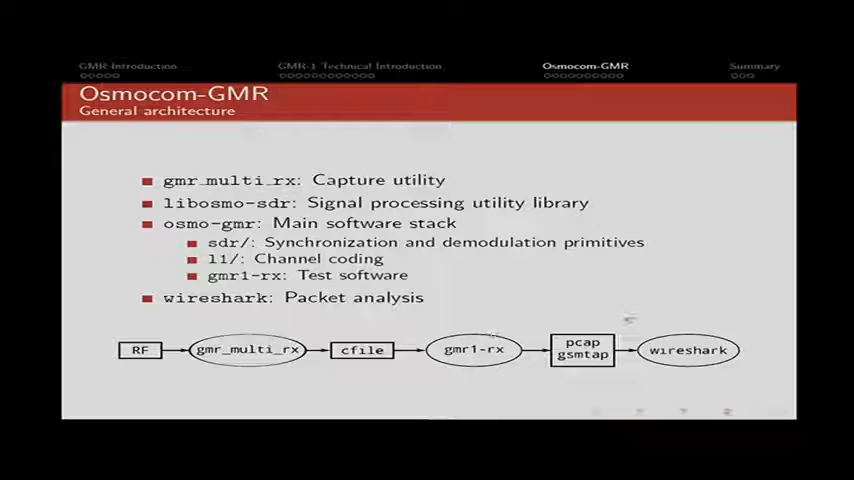 GMR-Introduction
GMR-1 Technical Introduction
Osmocom-GMR
Summary
Osmocom-GMR
General architecture
gmr_multi_rx: Capture utility
libosmo-sdr: Signal processing utility library
osmo-gmr: Main software stack
sdr/: Synchronization and demodulation primitives
l1/: Channel coding
gmr1-rx: Test software
wireshark: Packet analysis
RF
gmr_multi_rx
cfile
gmr1-rx
pcap
gsmtap
wireshark